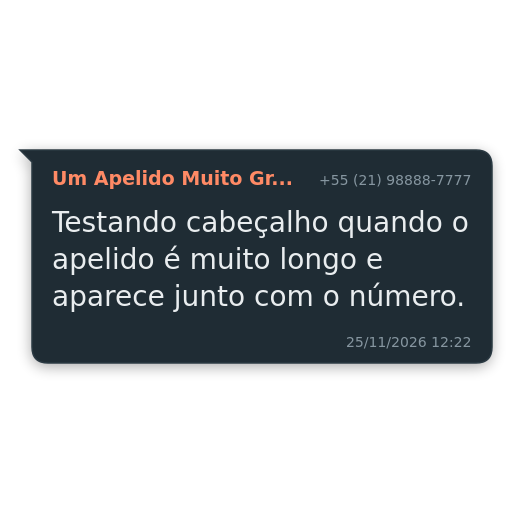 Um Apelido Muito Gr... +55 (21) 98888-7777
Testando cabeçalho quando o
apelido é muito longo e
aparece junto com o número.
25/11/2026 12:22